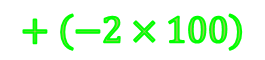 + (−2 × 100)